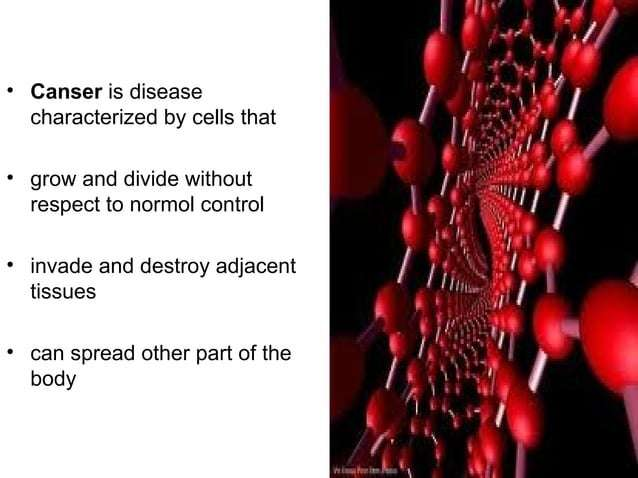 • Canser is disease
characterized by cells that
• grow and divide without
respect to normol control
• invade and destroy adjacent
tissues
• can spread other part of the
body